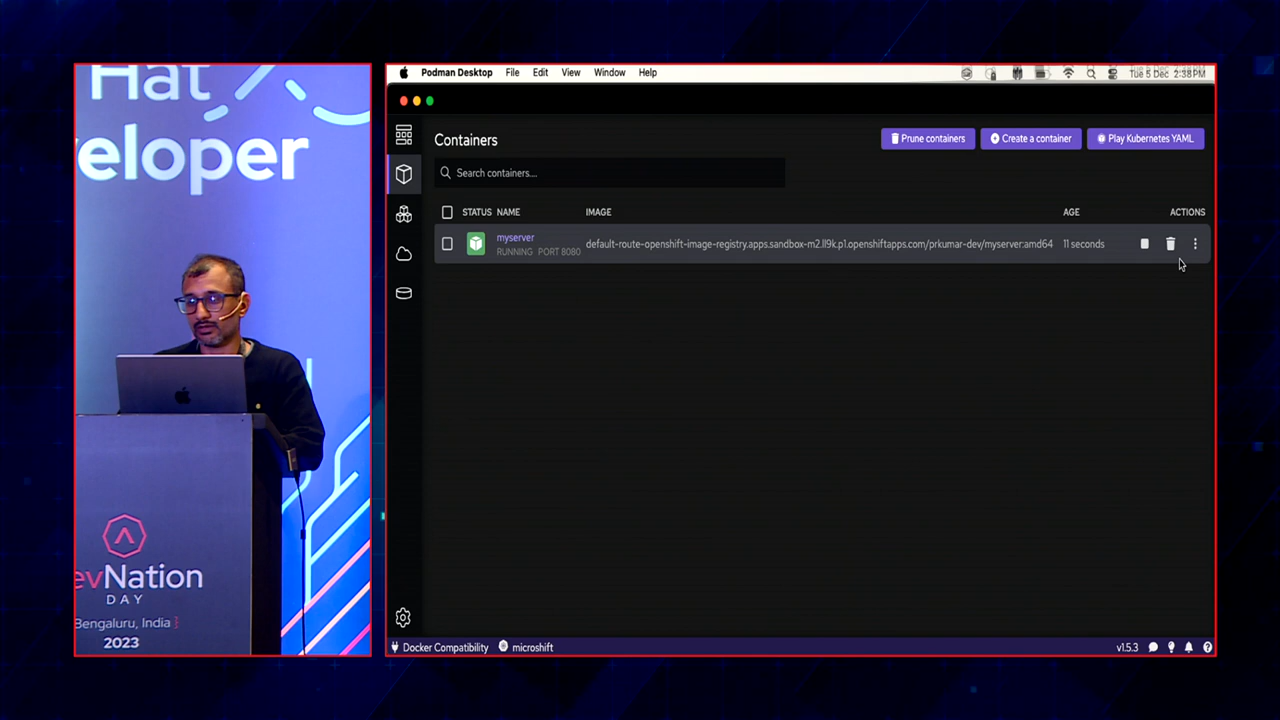 Hat
eloper
evNation
DAY
Bengaluru, India
2023
Podman Desktop File Edit View Window Help
Tue 5 Dec 2:38PM
Containers
Prune containers
Create a container
Play Kubernetes YAML
Search containers....
STATUS NAME IMAGE AGE ACTIONS
myserver
RUNNING PORT 8080
default-route-openshift-image-registry.apps.sandbox-m2.ll9k.p1.openshiftapps.com/prkumar-dev/myserver:amd64
11 seconds
Docker Compatibility microshift
v1.5.3